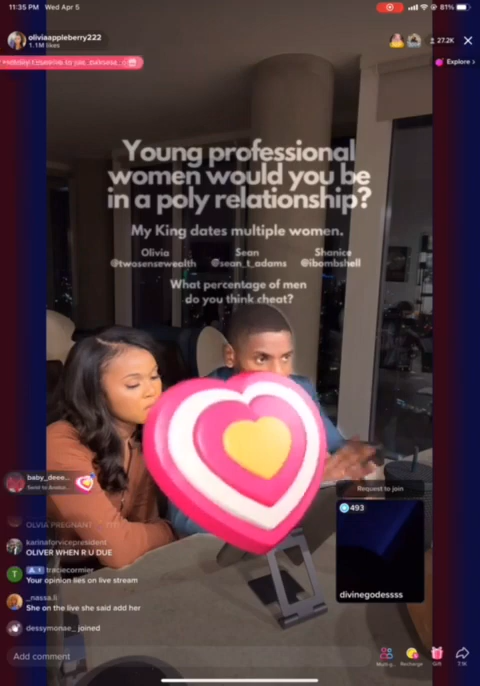 11:35 PM Wed Apr 5
81%
oliviaappleberry222
1.1M likes
27.2K
Explore >
Young professional
women would you be
in a poly relationship?
My King dates multiple women.
Olivia Sean Shanice
@twosensewealth @sean_t_adams @ibombshell
What percentage of men
do you think cheat?
baby_deee...
Request to join
493
OLVIA PREGNANT
karinaforvicepresident
OLIVER WHEN R U DUE
T 1 traciecormier
Your opinion lies on live stream
_nassa.li
She on the live she said add her
divinegodessss
dessymonae_ joined
Add comment
Recharge
Gift